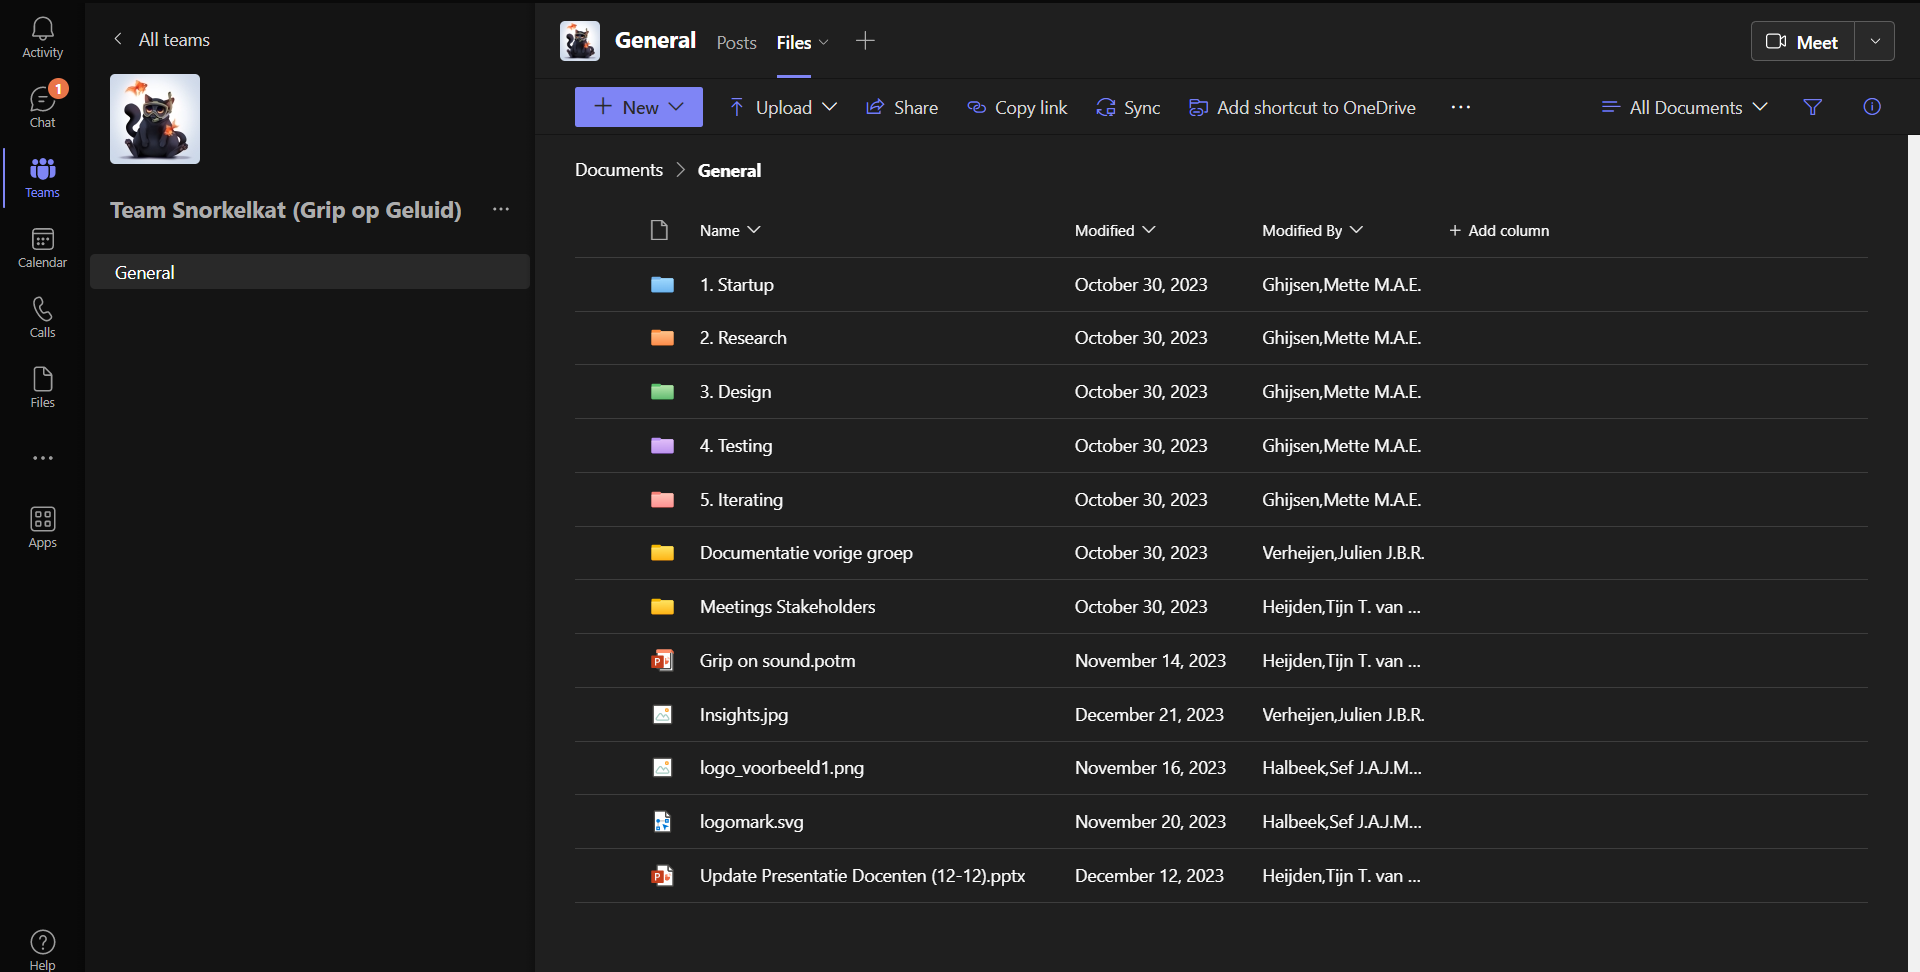 Activity
1
Chat
Teams
Calendar
Calls
Files
Apps
Help
All teams
Team Snorkelkat (Grip op Geluid)
General
General Posts Files
Meet
New Upload Share Copy link Sync Add shortcut to OneDrive All Documents
Documents General
Name Modified Modified By Add column
1. Startup October 30, 2023 Ghijsen,Mette M.A.E.
2. Research October 30, 2023 Ghijsen,Mette M.A.E.
3. Design October 30, 2023 Ghijsen,Mette M.A.E.
4. Testing October 30, 2023 Ghijsen,Mette M.A.E.
5. Iterating October 30, 2023 Ghijsen,Mette M.A.E.
Documentatie vorige groep October 30, 2023 Verheijen,Julien J.B.R.
Meetings Stakeholders October 30, 2023 Heijden,Tijn T. van ...
Grip on sound.potm November 14, 2023 Heijden,Tijn T. van ...
Insights.jpg December 21, 2023 Verheijen,Julien J.B.R.
logo_voorbeeld1.png November 16, 2023 Halbeek,Sef J.A.J.M...
logomark.svg November 20, 2023 Halbeek,Sef J.A.J.M...
Update Presentatie Docenten (12-12).pptx December 12, 2023 Heijden,Tijn T. van ...